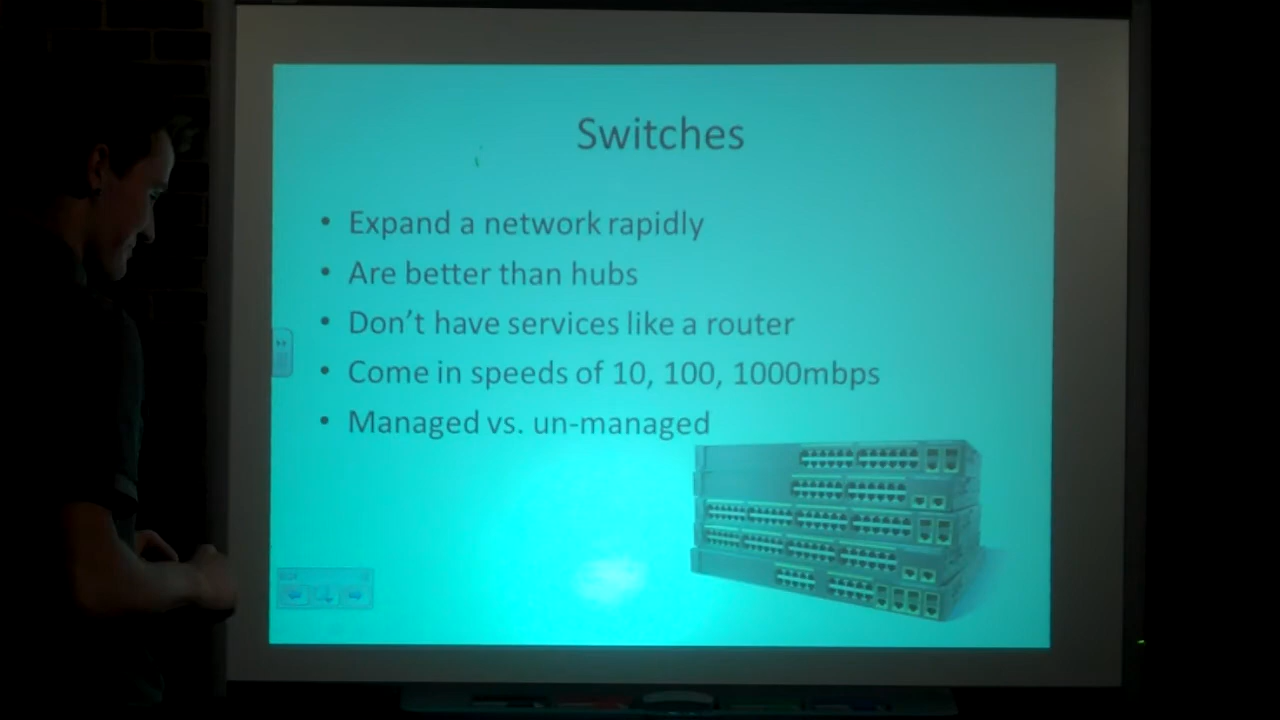 Switches
• Expand a network rapidly
• Are better than hubs
• Don't have services like a router
• Come in speeds of 10, 100, 1000mbps
• Managed vs. un-managed